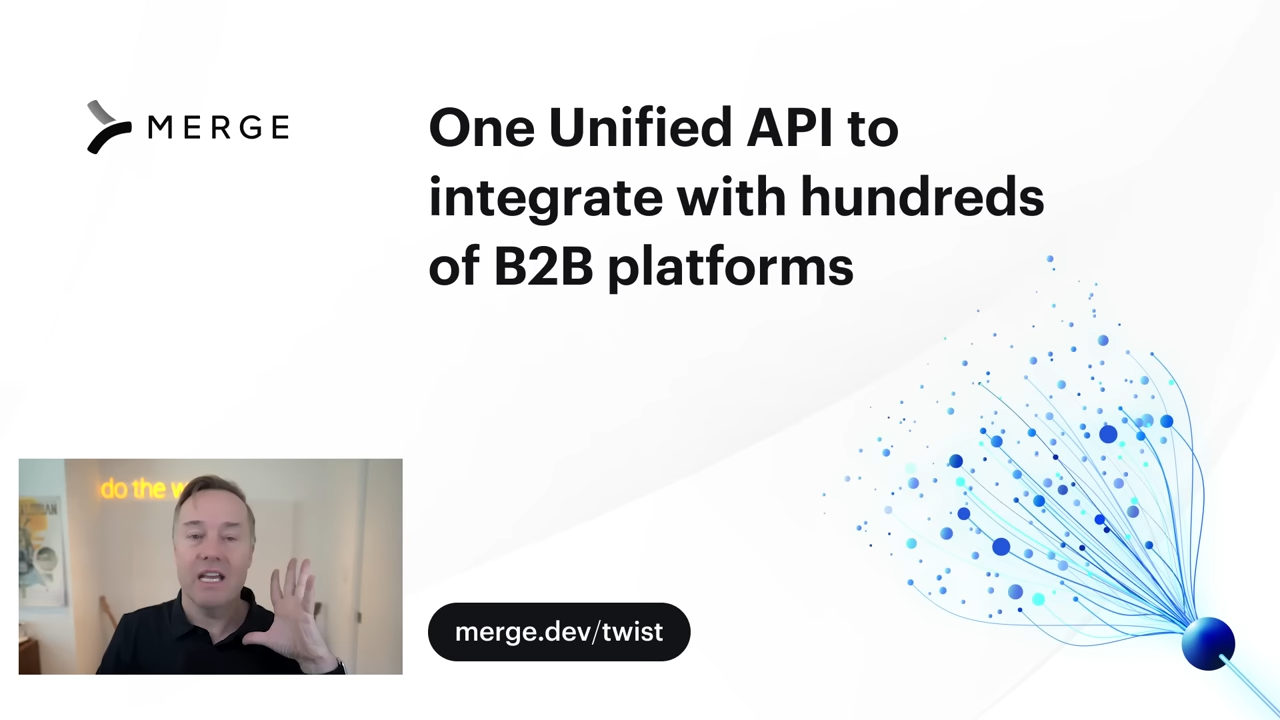 MERGE
One Unified API to
integrate with hundreds
of B2B platforms
do the w
merge.dev/twist